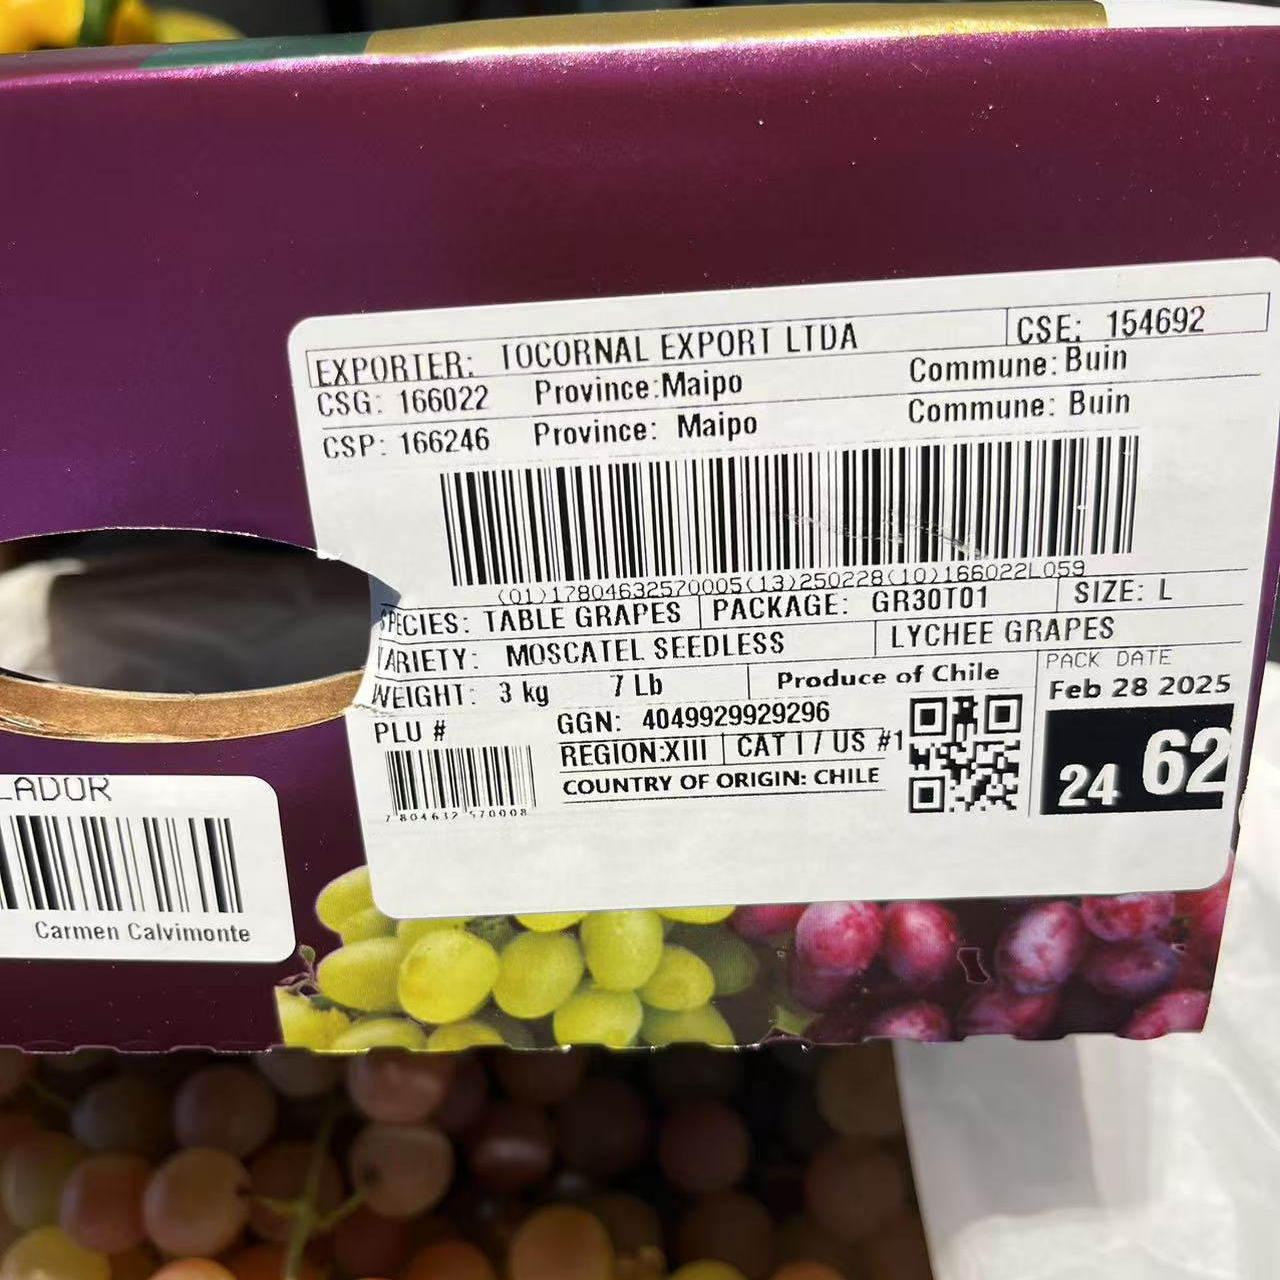 EXPORTER: TOCORNAL EXPORT LTDA CSE: 154692
CSG: 166022 Province:Maipo Commune: Buin
CSP: 166246 Province: Maipo Commune: Buin
(01)17804632570005(13)250228(10)166022L059
SPECIES: TABLE GRAPES PACKAGE: GR30T01 SIZE: L
VARIETY: MOSCATEL SEEDLESS LYCHEE GRAPES
WEIGHT: 3 kg 7 Lb Produce of Chile PACK DATE
Feb 28 2025
PLU # GGN: 4049929929296
REGION:XIII CAT I / US #1
COUNTRY OF ORIGIN: CHILE
24 62
7 804632 570008
LADOR
Carmen Calvimonte